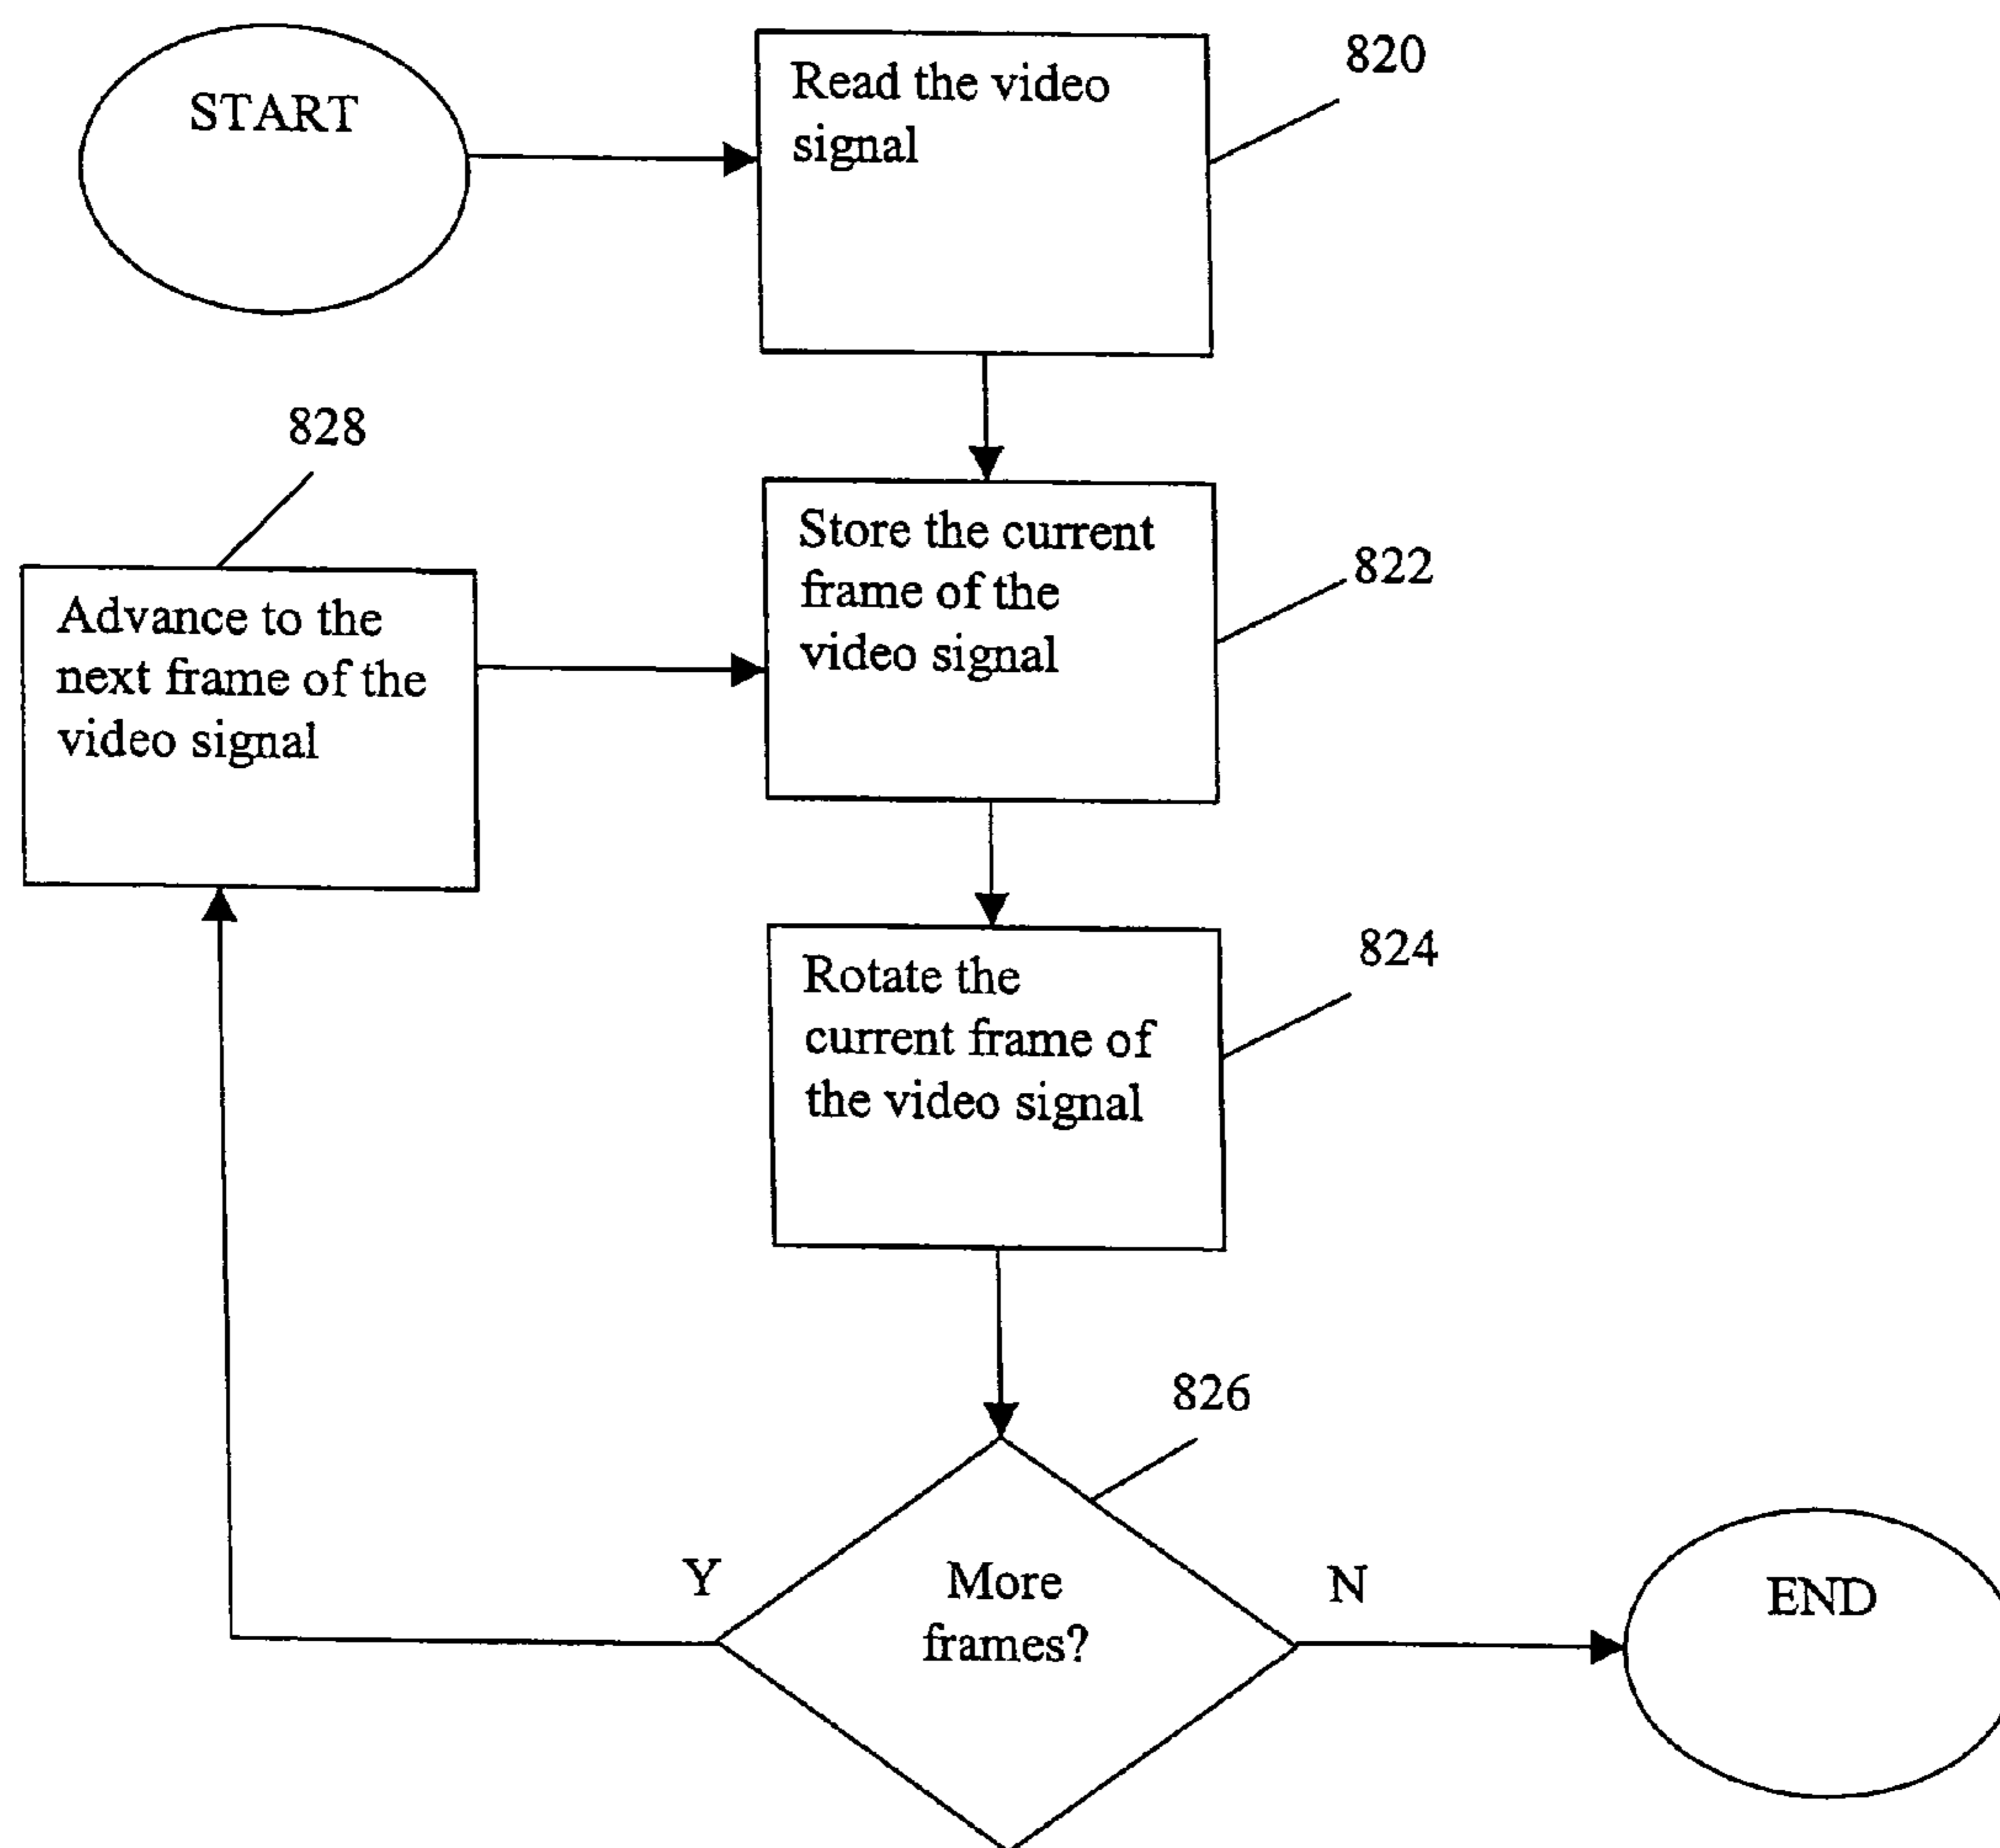 START
Read the video
signal
820
828
Store the current
frame of the
video signal
822
Advance to the
next frame of the
video signal
Rotate the
current frame of
the video signal
824
826
Y
More
frames?
N
END